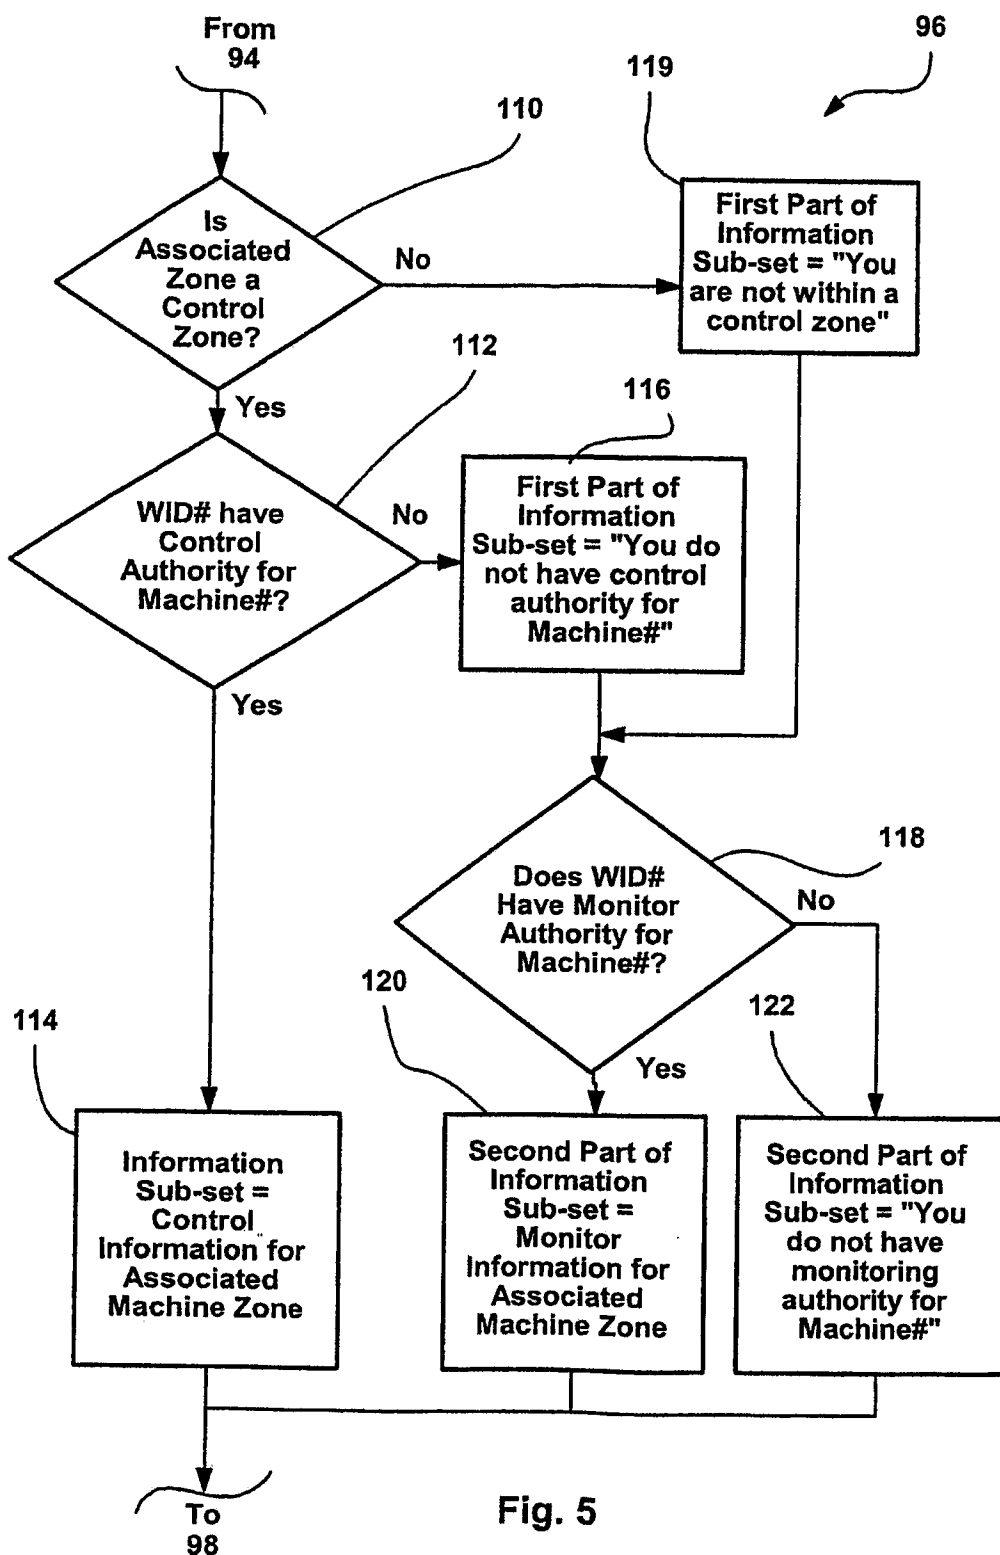 From
94
96
119
110
Is
Associated
Zone a
Control
Zone?
No
First Part of
Information
Sub-set = "You
are not within a
control zone"
Yes
112
116
WID# have
Control
Authority for
Machine#?
No
First Part of
Information
Sub-set = "You do
not have control
authority for
Machine#"
Yes
118
Does WID#
Have Monitor
Authority for
Machine#?
No
120
122
114
Yes
Information
Sub-set =
Control
Information for
Associated
Machine Zone
Second Part of
Information
Sub-set =
Monitor
Information for
Associated
Machine Zone
Second Part of
Information
Sub-set = "You
do not have
monitoring
authority for
Machine#"
To
98
Fig. 5